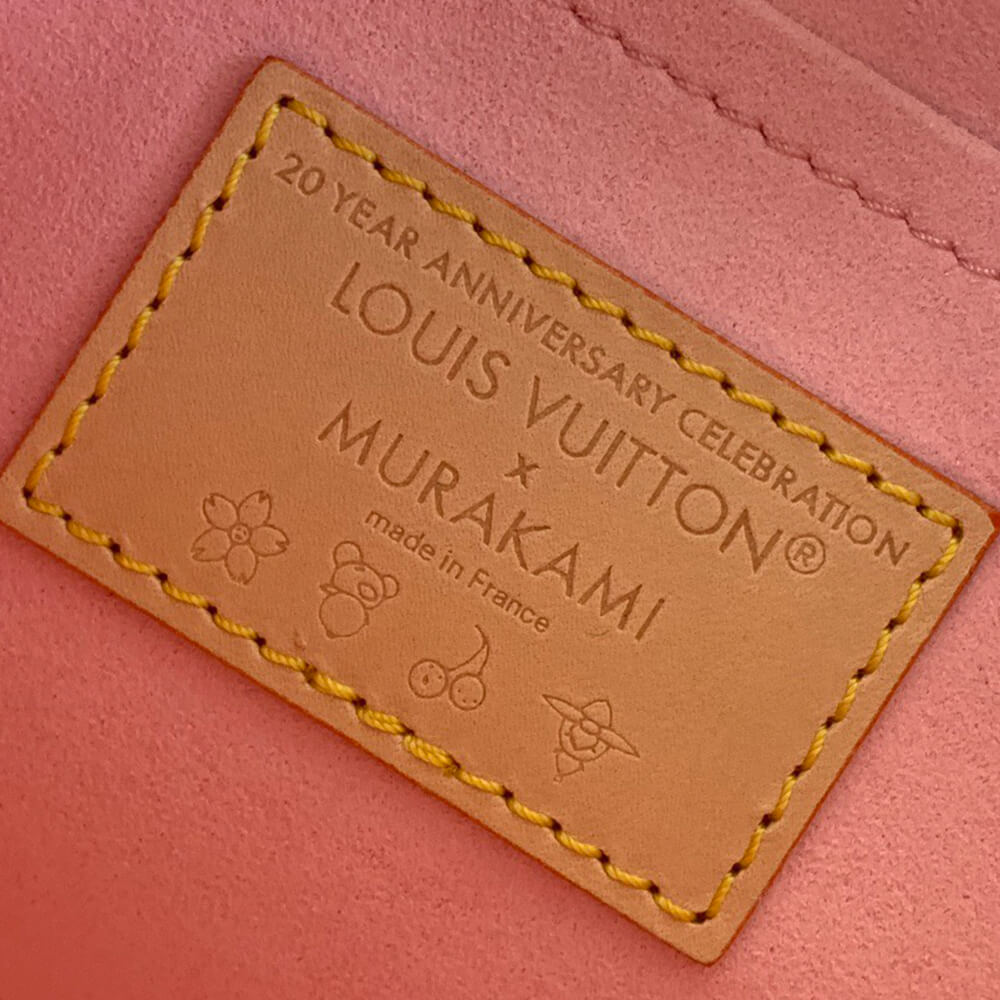 20 YEAR ANNIVERSARY CELEBRATION
LOUIS VUITTON®
x
MURAKAMI
made in France